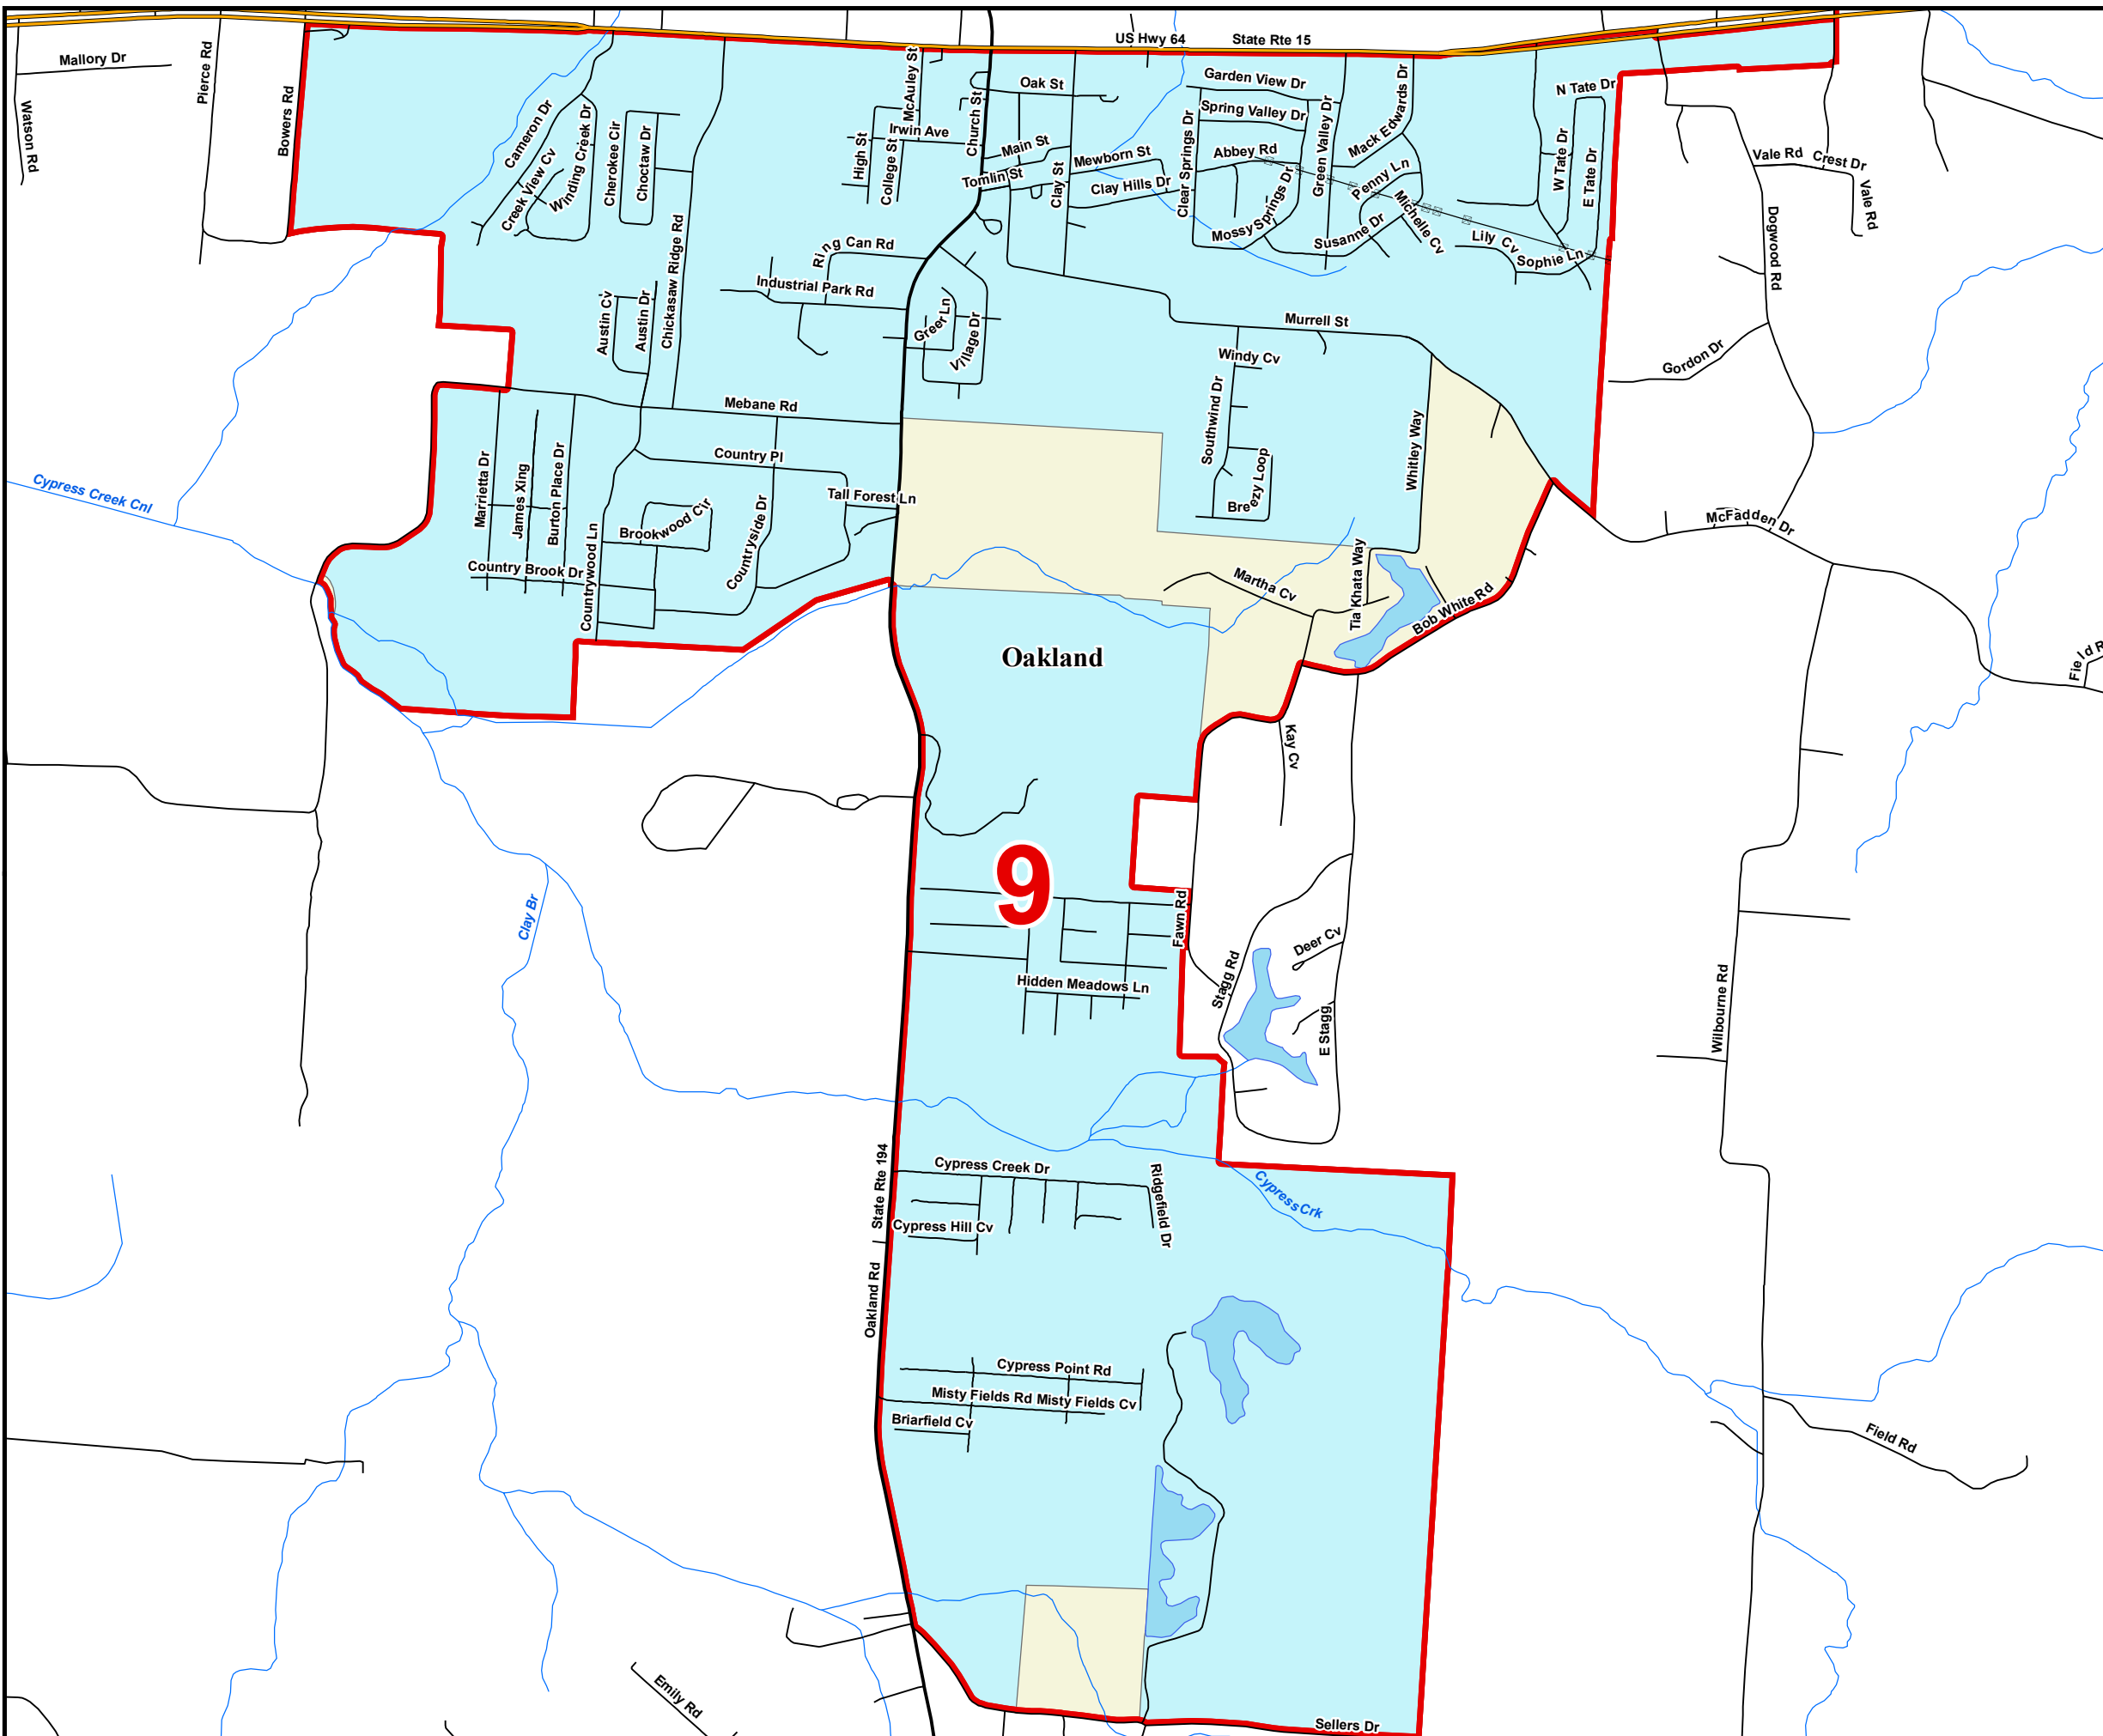 US Hwy 64
State Rte 15
Mallory Dr
Pierce Rd
Watson Rd
Bowers Rd
Cameron Dr
Creek View Cv
Winding Creek Dr
Cherokee Cir
Choctaw Dr
McAuley St
Church St
High St
College St
Irwin Ave
Oak St
Main St
Tomlin St
Clay St
Mewborn St
Clay Hills Dr
Garden View Dr
Spring Valley Dr
Clear Springs Dr
Abbey Rd
Green Valley Dr
Mack Edwards Dr
Penny Ln
Mossy Springs Dr
Susanne Dr
Michelle Cv
Lily Cv
Sophie Ln
N Tate Dr
W Tate Dr
E Tate Dr
Vale Rd
Crest Dr
Vale Rd
Dogwood Rd
Gordon Dr
Ring Can Rd
Industrial Park Rd
Chickasaw Ridge Rd
Austin Cv
Austin Dr
Greer Ln
Village Dr
Murrell St
Windy Cv
Southwind Dr
Breezy Loop
Whitley Way
Mebane Rd
Country Pl
Tall Forest Ln
Marrietta Dr
James Xing
Burton Place Dr
Brookwood Cir
Countryside Dr
Country Brook Dr
Countrywood Ln
Cypress Creek Cnl
McFadden Dr
Martha Cv
Tia Khata Way
Bob White Rd
Oakland
Field R
Kay Cv
9
Fawn Rd
Clay Br
Deer Cv
Stagg Rd
E Stagg
Hidden Meadows Ln
Wilbourne Rd
State Rte 194
Cypress Creek Dr
Ridgefield Dr
Cypress Crk
Cypress Hill Cv
Oakland Rd
Cypress Point Rd
Misty Fields Rd
Misty Fields Cv
Briarfield Cv
Field Rd
Emily Rd
Sellers Dr